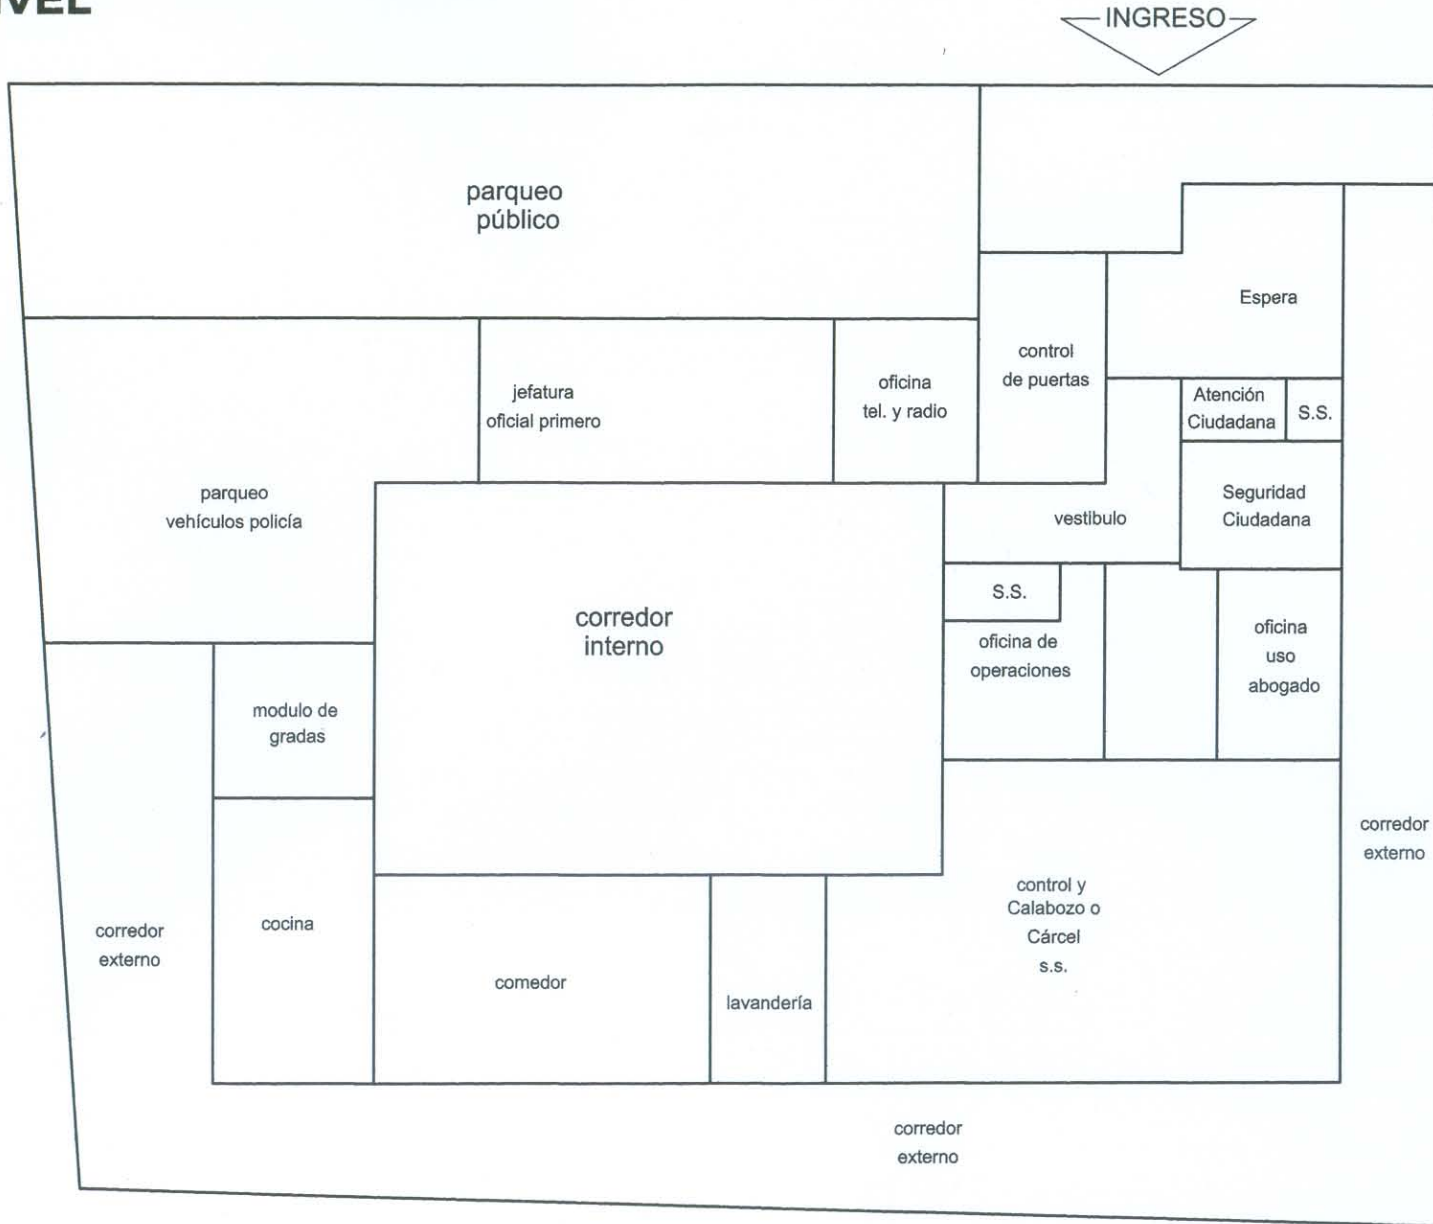 INGRESO
parqueo
público
Espera
control
de puertas
jefatura
oficial primero
oficina
tel. y radio
Atención
Ciudadana
S.S.
parqueo
vehículos policía
Seguridad
Ciudadana
vestibulo
S.S.
corredor
interno
oficina de
operaciones
oficina
uso
abogado
modulo de
gradas
corredor
externo
control y
Calabozo o
Cárcel
s.s.
cocina
corredor
externo
comedor
lavandería
corredor
externo